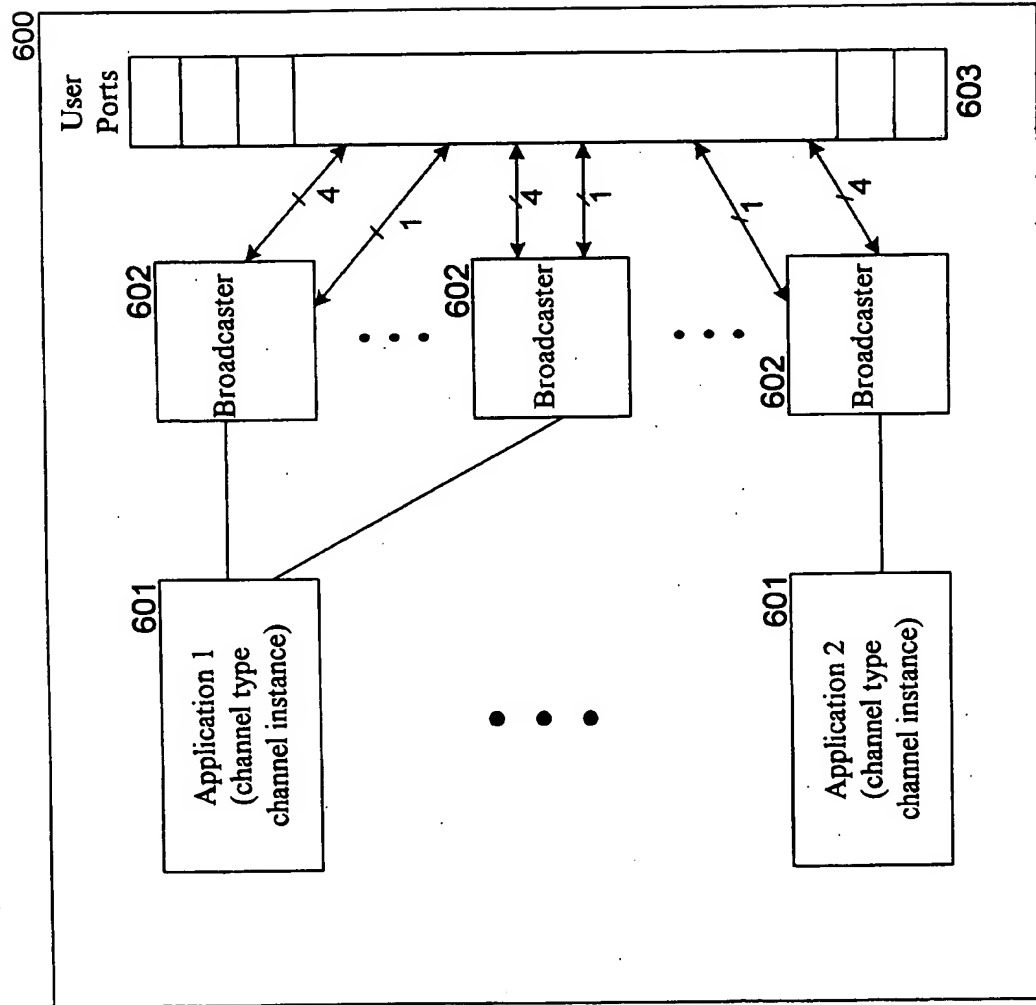 600
User
Ports
603
4
1
4
1
1
4
602
Broadcaster
602
Broadcaster
602
Broadcaster
601
Application 1
(channel type
channel instance)
601
Application 2
(channel type
channel instance)